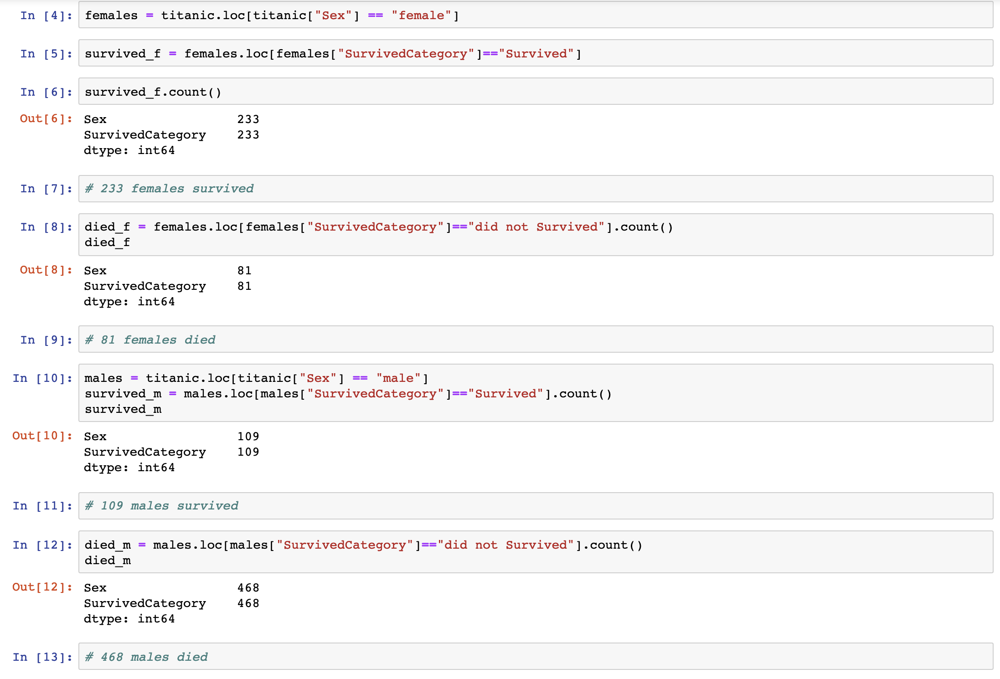 In [4]: females = titanic.loc[titanic["Sex"] == "female"]
In [5]: survived_f = females.loc[females["SurvivedCategory"]=="Survived"]
In [6]: survived_f.count()
Out[6]: Sex 233
SurvivedCategory 233
dtype: int64
In [7]: # 233 females survived
In [8]: died_f = females.loc[females["SurvivedCategory"]=="did not Survived"].count()
died_f
Out[8]: Sex 81
SurvivedCategory 81
dtype: int64
In [9]: # 81 females died
In [10]: males = titanic.loc[titanic["Sex"] == "male"]
survived_m = males.loc[males["SurvivedCategory"]=="Survived"].count()
survived_m
Out[10]: Sex 109
SurvivedCategory 109
dtype: int64
In [11]: # 109 males survived
In [12]: died_m = males.loc[males["SurvivedCategory"]=="did not Survived"].count()
died_m
Out[12]: Sex 468
SurvivedCategory 468
dtype: int64
In [13]: # 468 males died